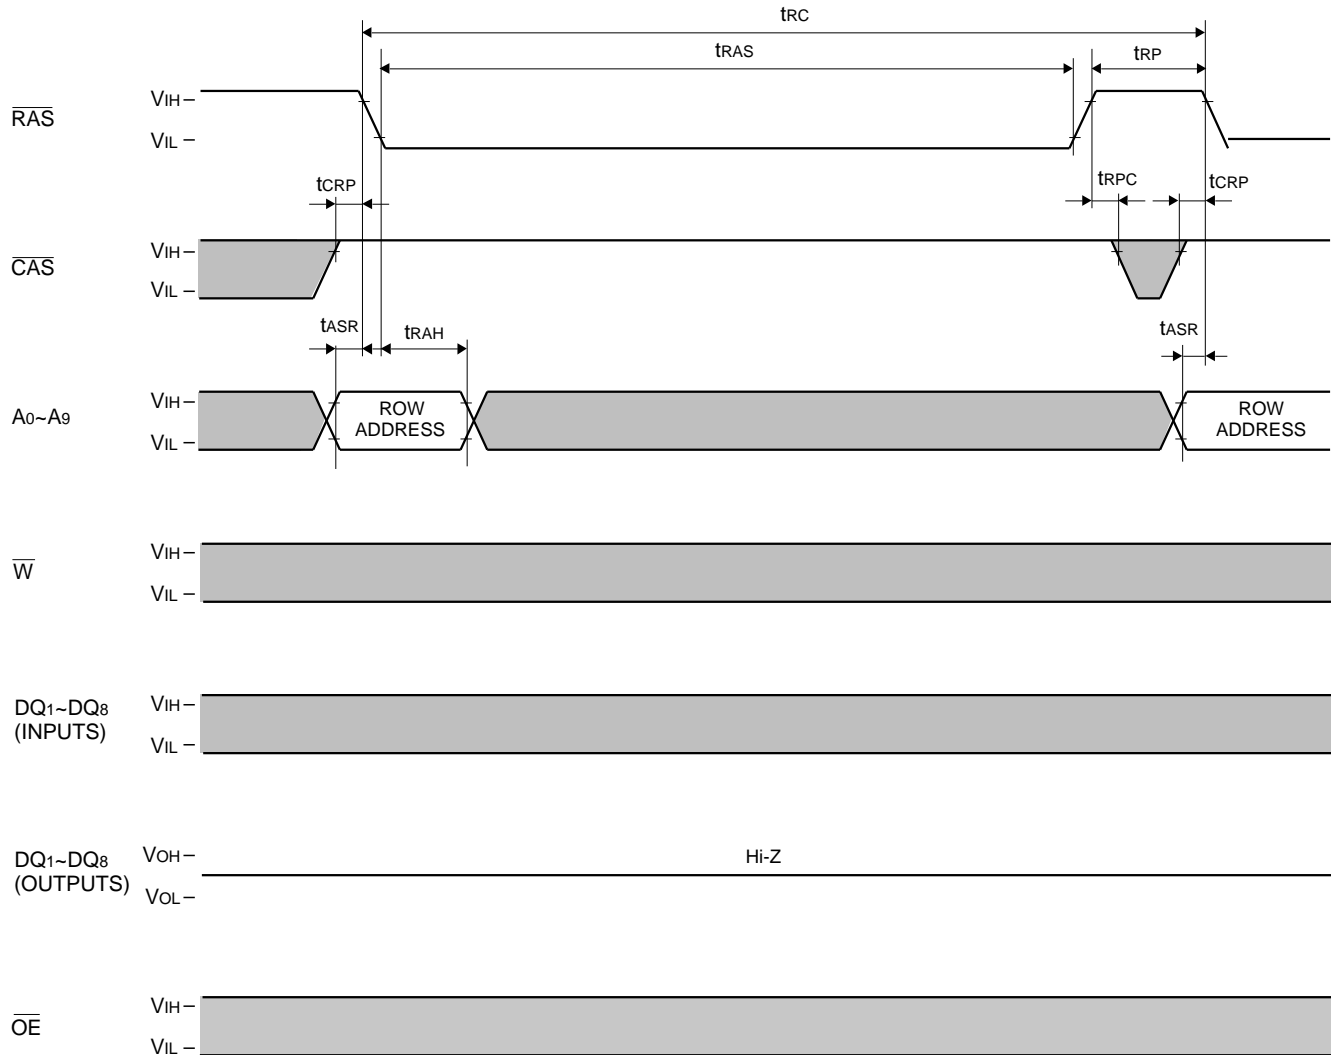 tRC
tRAS
tRP
RAS
VIH –
VIL –
tCRP
tRPC
tCRP
CAS
VIH –
VIL –
tASR
tRAH
tASR
A0~A9
VIH –
VIL –
ROW
ADDRESS
ROW
ADDRESS
W
VIH –
VIL –
DQ1~DQ8
(INPUTS)
VIH –
VIL –
DQ1~DQ8
(OUTPUTS)
VOH –
VOL –
Hi-Z
OE
VIH –
VIL –